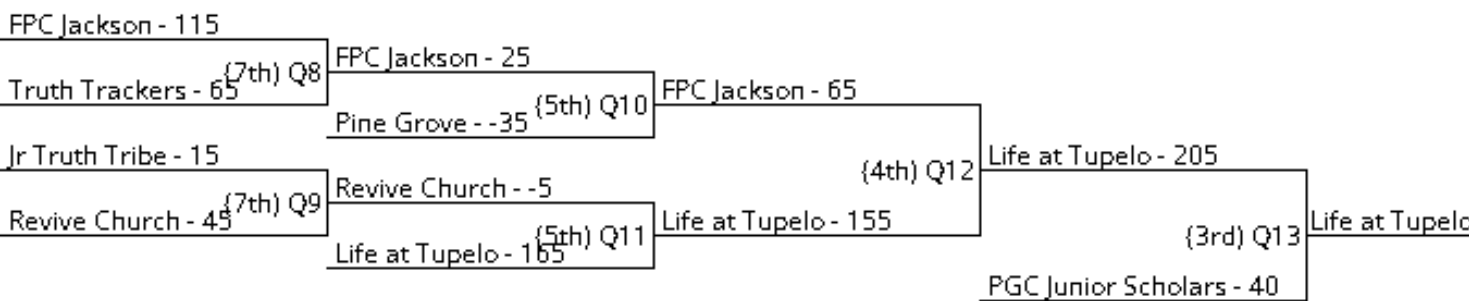 FPC Jackson - 115
FPC Jackson - 25
{7th) Q8
Truth Trackers - 65
FPC Jackson - 65
{5th) Q10
Pine Grove - -35
Jr Truth Tribe - 15
Life at Tupelo - 205
{4th) Q12
Revive Church - -5
{7th) Q9
Revive Church - 45
Life at Tupelo - 155
Life at Tupelo
{5th) Q11
{3rd) Q13
Life at Tupelo - 165
PGC Junior Scholars - 40